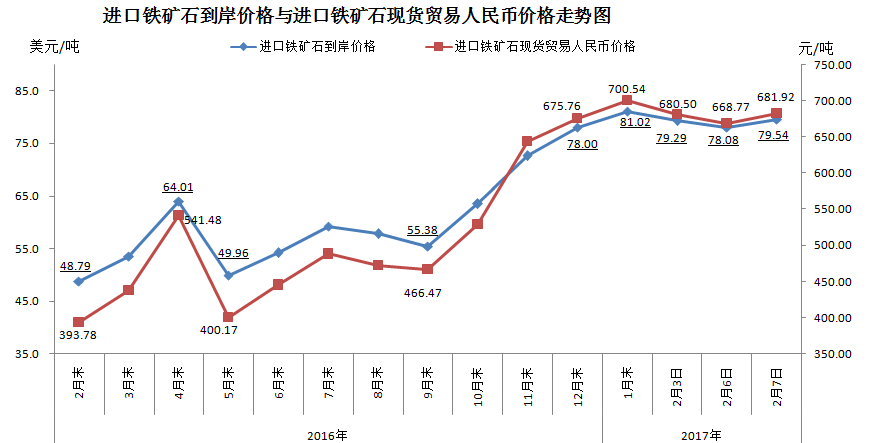 进口铁矿石到岸价格与进口铁矿石现货贸易人民币价格走势图
美元/吨
进口铁矿石到岸价格
进口铁矿石现货贸易人民币价格
元/吨
85.0
75.0
65.0
55.0
45.0
35.0
750.00
700.00
650.00
600.00
550.00
500.00
450.00
400.00
350.00
48.79
64.01
49.96
55.38
78.00
81.02
79.29
78.08
79.54
393.78
541.48
400.17
466.47
675.76
700.54
680.50
668.77
681.92
2月末
3月末
4月末
5月末
6月末
7月末
8月末
9月末
10月末
11月末
12月末
1月末
2月3日
2月6日
2月7日
2016年
2017年